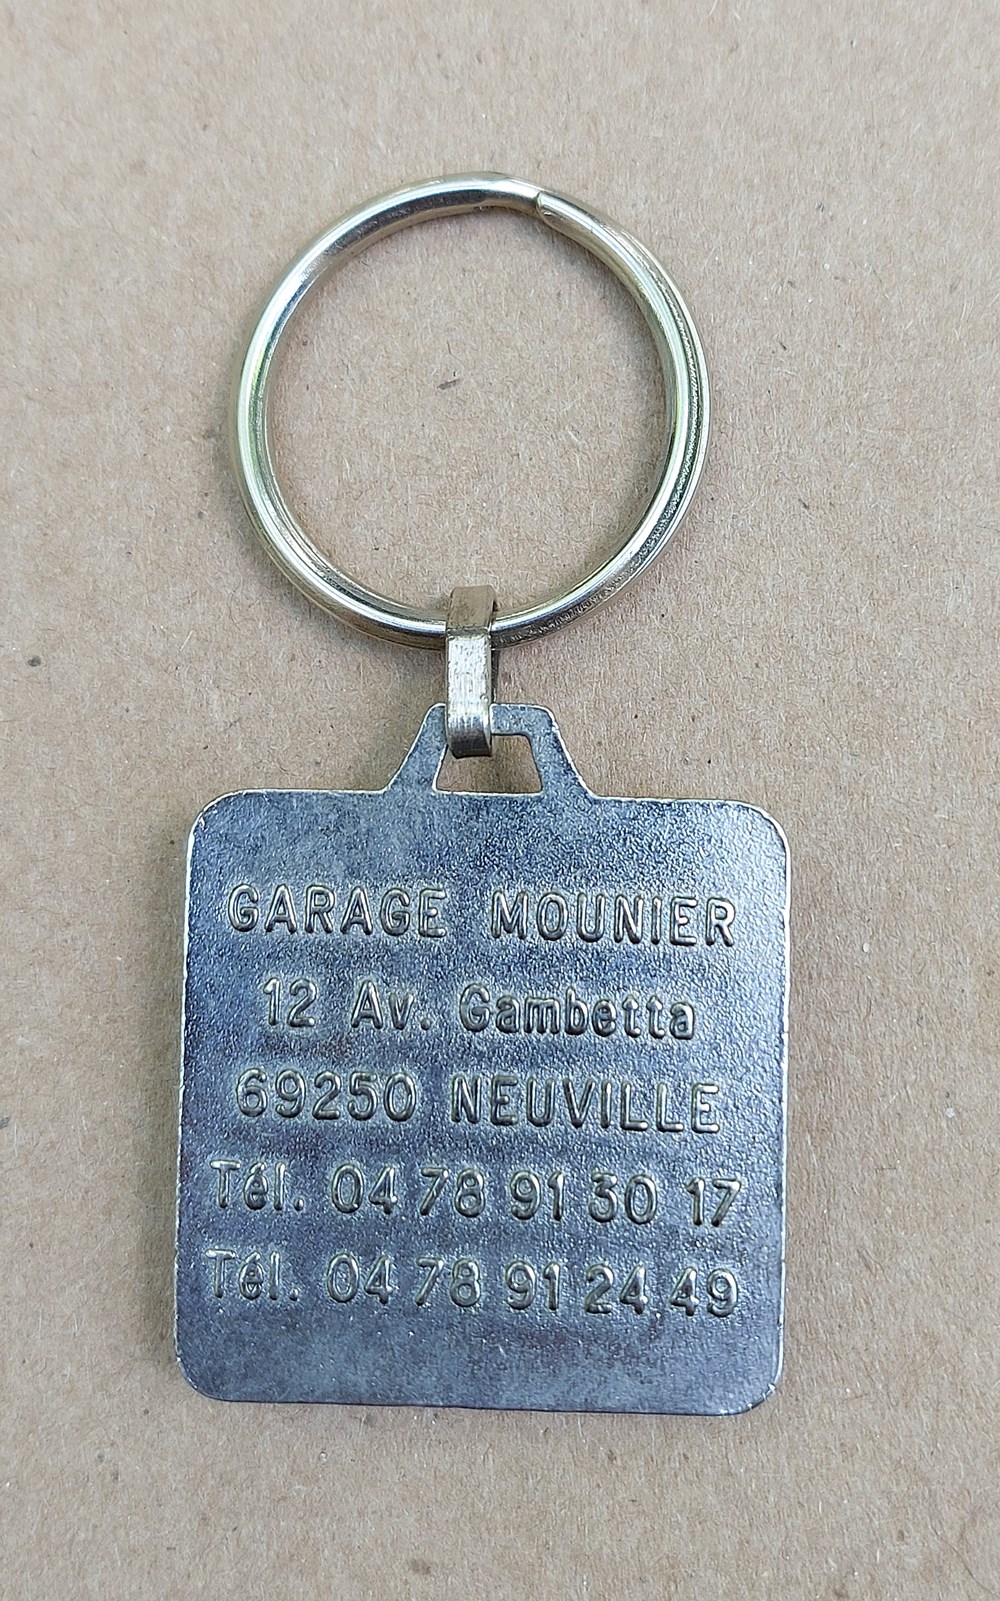 GARAGE MOUNIER
12 Av. Gambetta
69250 NEUVILLE
Tél. 04 78 91 30 17
Tél. 04 78 91 24 49